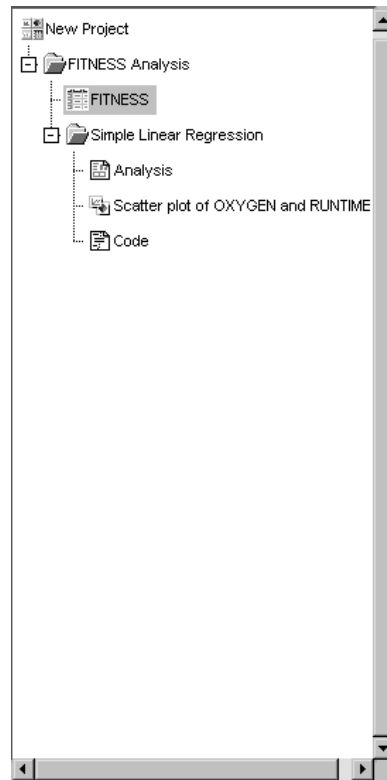 New Project
FITNESS Analysis
FITNESS
Simple Linear Regression
Analysis
Scatter plot of OXYGEN and RUNTIME
Code